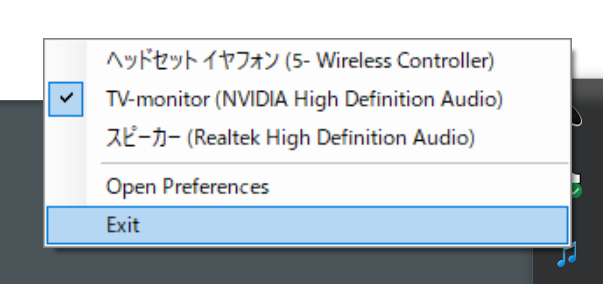 ヘッドセット イヤフォン (5- Wireless Controller)
TV-monitor (NVIDIA High Definition Audio)
スピーカー (Realtek High Definition Audio)
Open Preferences
Exit